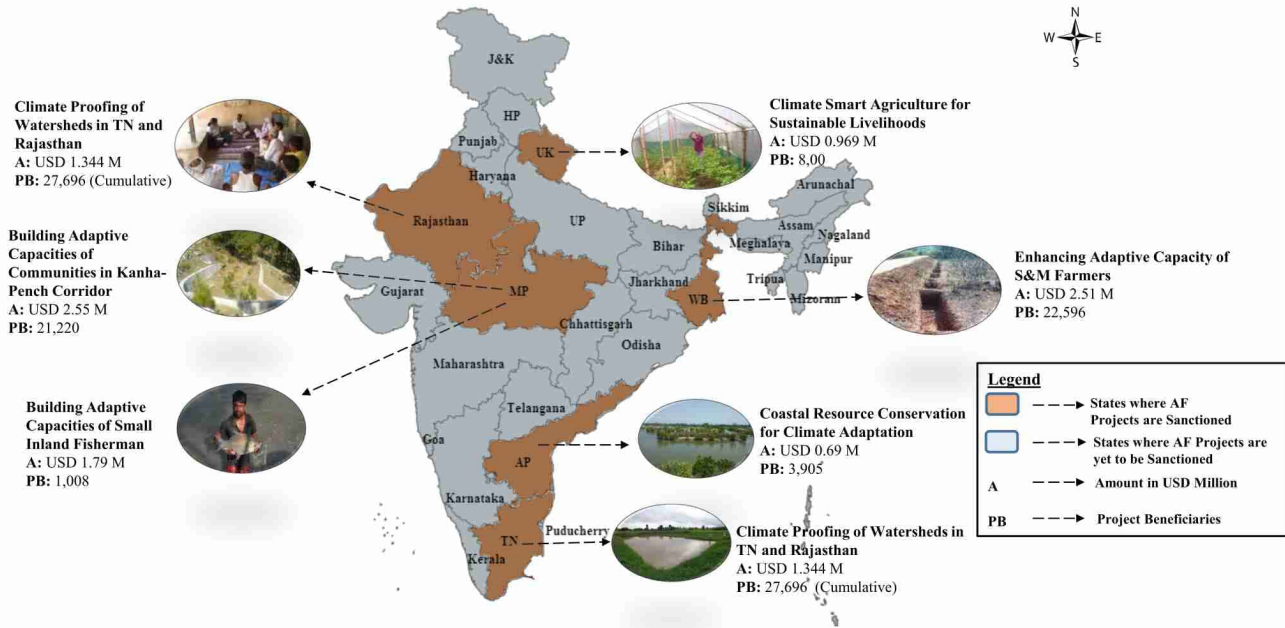 N
W E
S
Climate Proofing of
Watersheds in TN and
Rajasthan
A: USD 1.344 M
PB: 27,696 (Cumulative)
Building Adaptive
Capacities of
Communities in Kanha-
Pench Corridor
A: USD 2.55 M
PB: 21,220
Building Adaptive
Capacities of Small
Inland Fisherman
A: USD 1.79 M
PB: 1,008
J&K
HP
Punjab
UK
Haryana
Rajasthan
UP
Sikkim
Arunachal
Assam
Nagaland
Meghalaya
Manipur
Bihar
Tripua
Mizoram
Jharkhand
WB
Gujarat
MP
Chhattisgarh
Odisha
Maharashtra
Telangana
Goa
AP
Karnataka
Puducherry
TN
Kerala
Climate Smart Agriculture for
Sustainable Livelihoods
A: USD 0.969 M
PB: 8,00
Enhancing Adaptive Capacity of
S&M Farmers
A: USD 2.51 M
PB: 22,596
Coastal Resource Conservation
for Climate Adaptation
A: USD 0.69 M
PB: 3,905
Climate Proofing of Watersheds in
TN and Rajasthan
A: USD 1.344 M
PB: 27,696 (Cumulative)
Legend
States where AF
Projects are Sanctioned
States where AF Projects are
yet to be Sanctioned
A Amount in USD Million
PB Project Beneficiaries